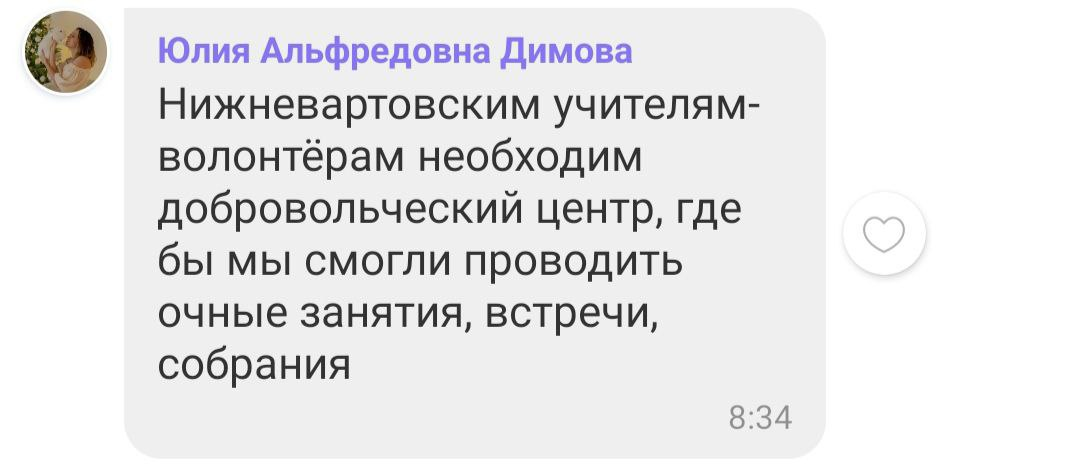 Юлия Альфредовна Димова
Нижневартовским учителям-
волонтёрам необходим
добровольческий центр, где
бы мы смогли проводить
очные занятия, встречи,
собрания
8:34